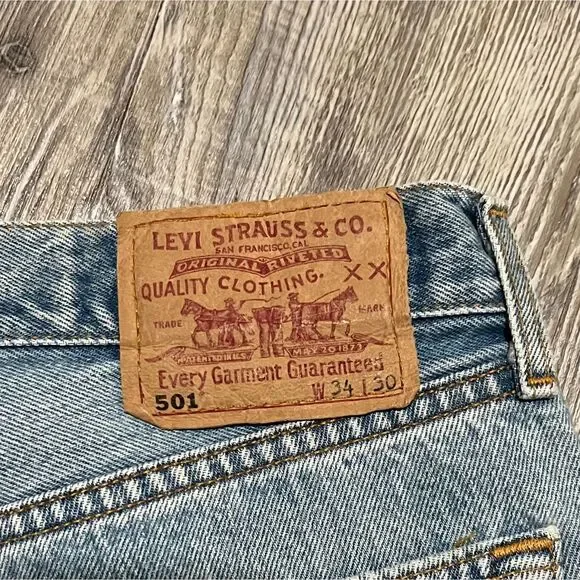 LEVI STRAUSS & CO.
SAN FRANCISCO, CAL.
ORIGINAL RIVETED
QUALITY CLOTHING. XX
TRADE MARK
PATENTED IN U.S. MAY 20 1873
Every Garment Guaranteed
501 W 34 L 30